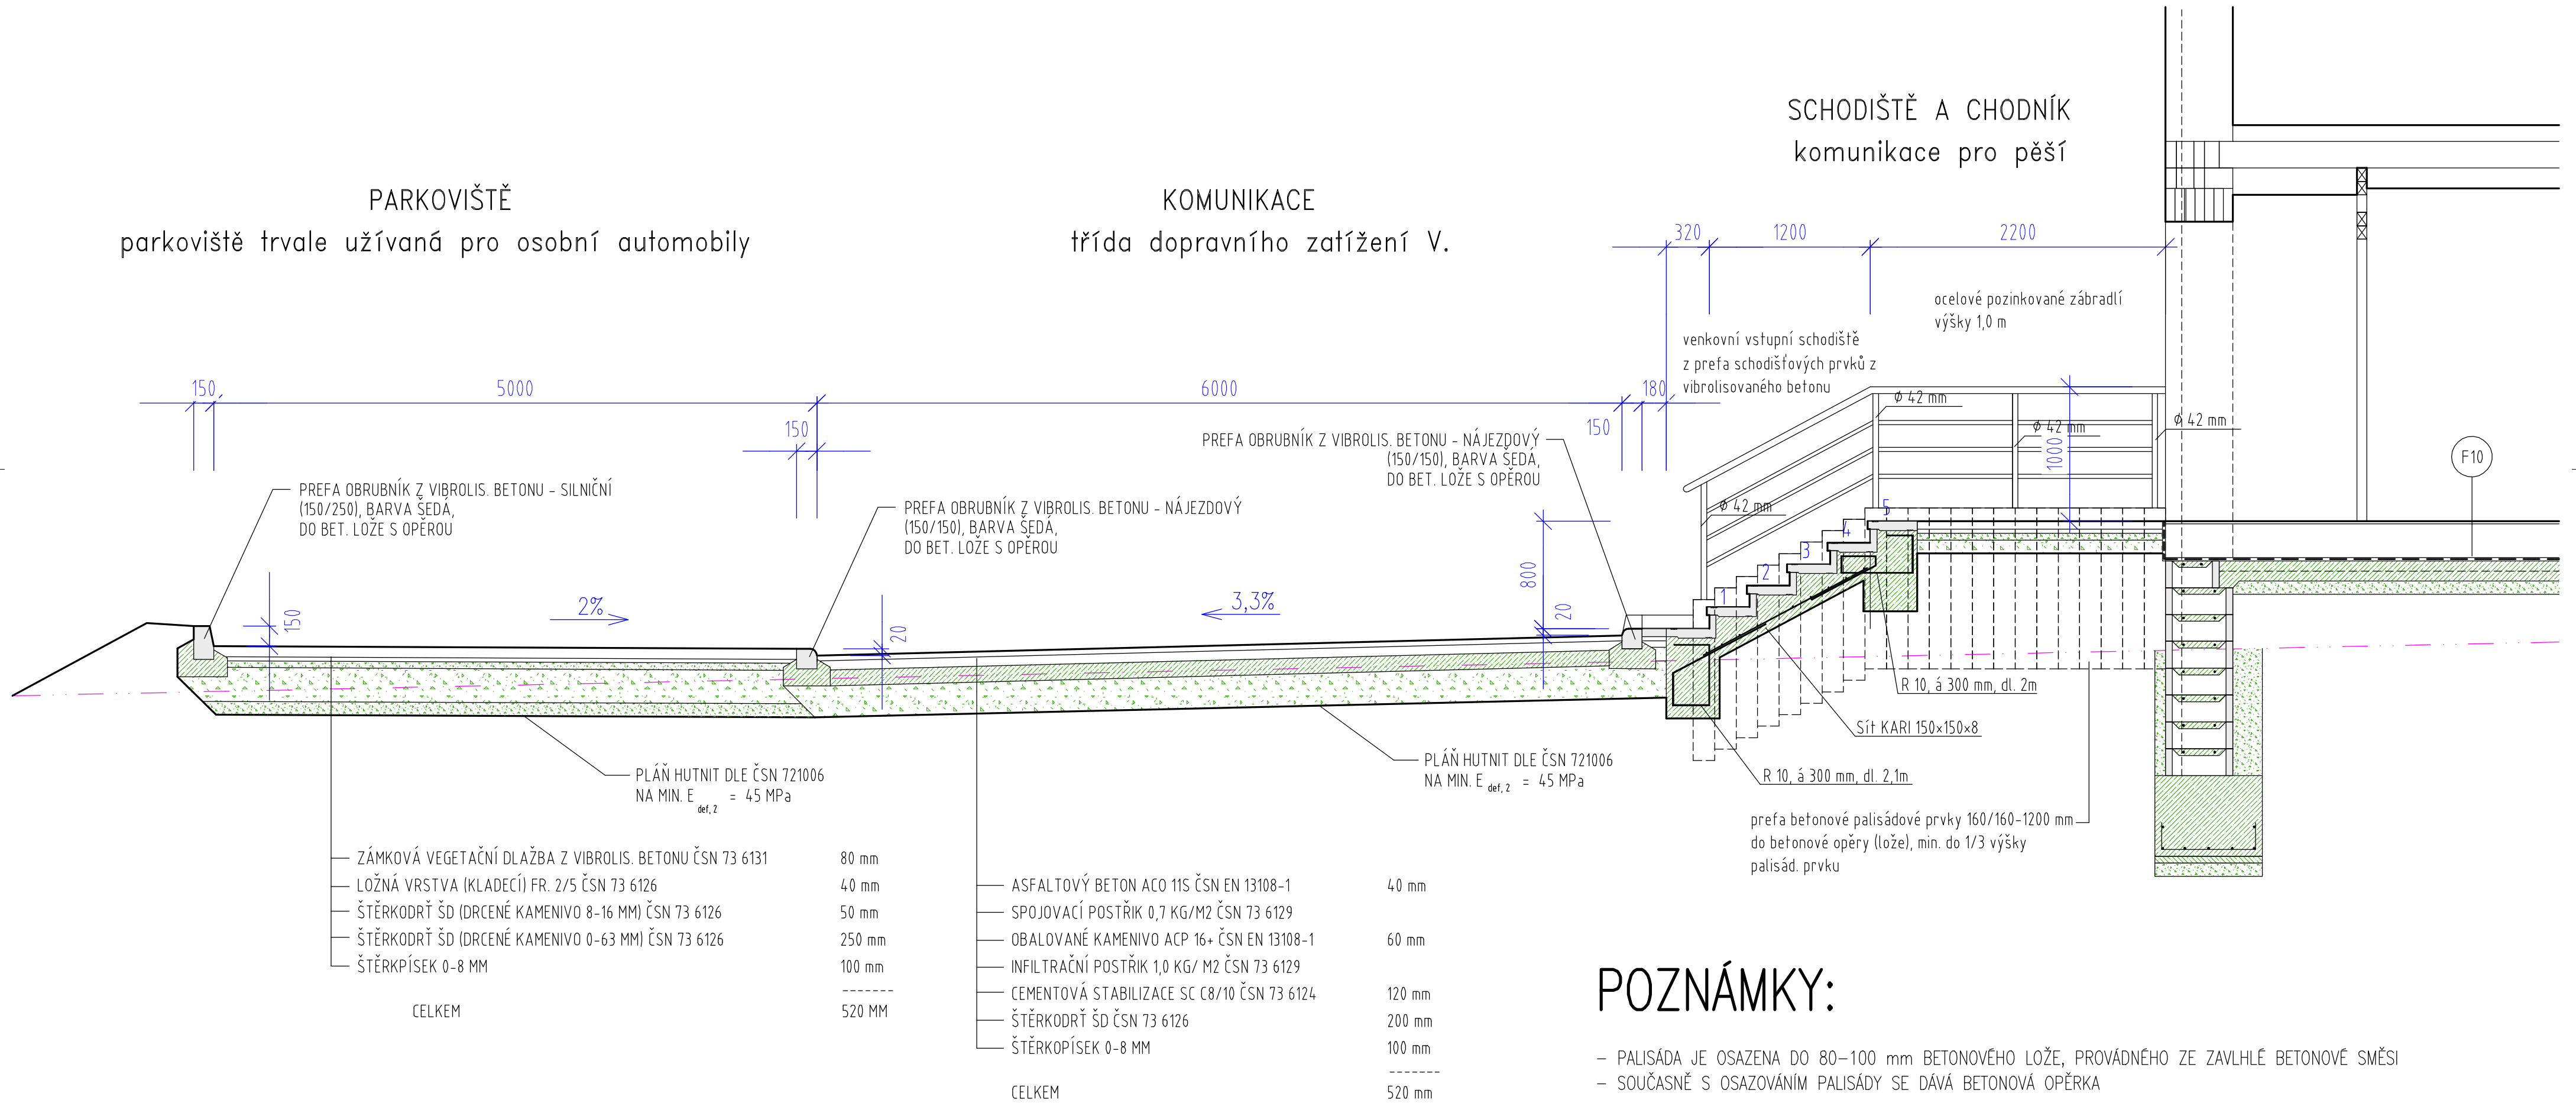 SCHODIŠTĚ A CHODNÍK
komunikace pro pěší
PARKOVIŠTĚ
parkoviště trvale užívaná pro osobní automobily
KOMUNIKACE
třída dopravního zatížení V.
320
1200
2200
ocelové pozinkované zábradlí
výšky 1,0 m
venkovní vstupní schodiště
z prefa schodišťových prvků z
vibrolisovaného betonu
150
5000
150
6000
150
180
ϕ 42 mm
ϕ 42 mm
ϕ 42 mm
ϕ 42 mm
1000
F10
PREFA OBRUBNÍK Z VIBROLIS. BETONU - SILNIČNÍ
(150/250), BARVA ŠEDÁ,
DO BET. LOŽE S OPĚROU
PREFA OBRUBNÍK Z VIBROLIS. BETONU - NÁJEZDOVÝ
(150/150), BARVA ŠEDÁ,
DO BET. LOŽE S OPĚROU
PREFA OBRUBNÍK Z VIBROLIS. BETONU - NÁJEZDOVÝ
(150/150), BARVA ŠEDÁ,
DO BET. LOŽE S OPĚROU
150
2%
20
3,3%
800
20
1
2
3
4
5
R 10, á 300 mm, dl. 2m
Síť KARI 150×150×8
R 10, á 300 mm, dl. 2,1m
PLÁŇ HUTNIT DLE ČSN 721006
NA MIN. E def, 2 = 45 MPa
PLÁŇ HUTNIT DLE ČSN 721006
NA MIN. E def, 2 = 45 MPa
prefa betonové palisádové prvky 160/160-1200 mm
do betonové opěry (lože), min. do 1/3 výšky
palisád. prvku
ZÁMKOVÁ VEGETAČNÍ DLAŽBA Z VIBROLIS. BETONU ČSN 73 6131 80 mm
LOŽNÁ VRSTVA (KLADECÍ) FR. 2/5 ČSN 73 6126 40 mm
ŠTĚRKODRŤ ŠD (DRCENÉ KAMENIVO 8-16 MM) ČSN 73 6126 50 mm
ŠTĚRKODRŤ ŠD (DRCENÉ KAMENIVO 0-63 MM) ČSN 73 6126 250 mm
ŠTĚRKPÍSEK 0-8 MM 100 mm
-------
CELKEM 520 MM
ASFALTOVÝ BETON ACO 11S ČSN EN 13108-1 40 mm
SPOJOVACÍ POSTŘIK 0,7 KG/M2 ČSN 73 6129
OBALOVANÉ KAMENIVO ACP 16+ ČSN EN 13108-1 60 mm
INFILTRAČNÍ POSTŘIK 1,0 KG/ M2 ČSN 73 6129
CEMENTOVÁ STABILIZACE SC C8/10 ČSN 73 6124 120 mm
ŠTĚRKODRŤ ŠD ČSN 73 6126 200 mm
ŠTĚRKOPÍSEK 0-8 MM 100 mm
-------
CELKEM 520 mm
POZNÁMKY:
- PALISÁDA JE OSAZENA DO 80-100 mm BETONOVÉHO LOŽE, PROVÁDNÉHO ZE ZAVLHLÉ BETONOVÉ SMĚSI
- SOUČASNĚ S OSAZOVÁNÍM PALISÁDY SE DÁVÁ BETONOVÁ OPĚRKA